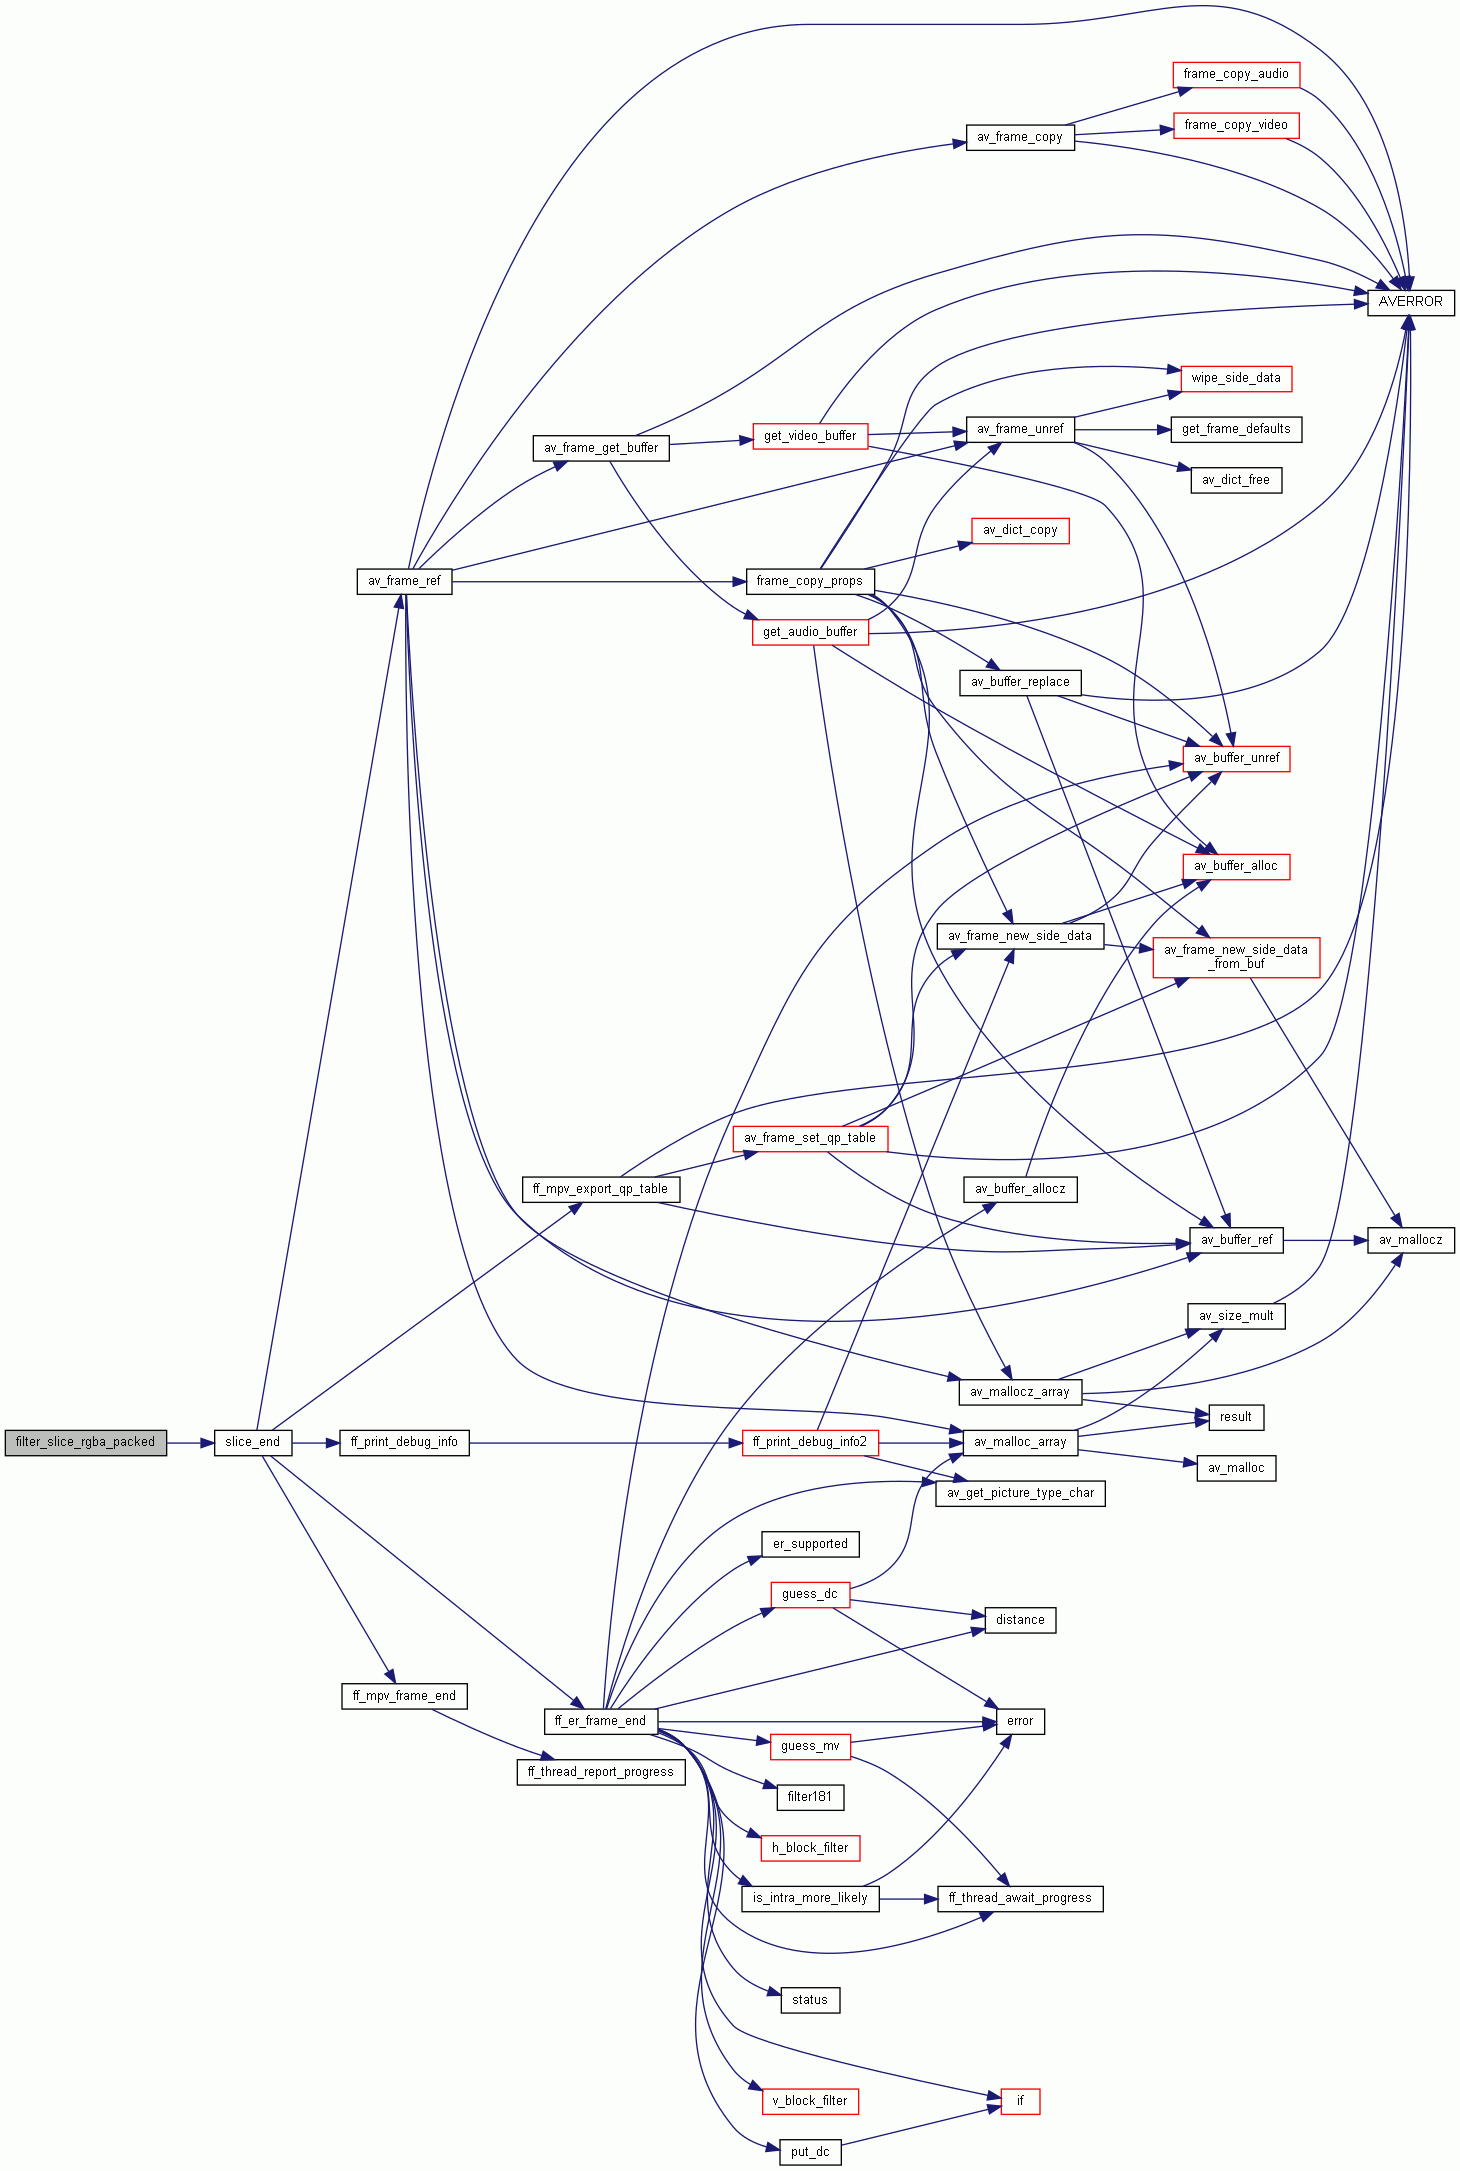 frame_copy_audio
frame_copy_video
av_frame_copy
AVERROR
wipe_side_data
av_frame_unref
get_frame_defaults
get_video_buffer
av_frame_get_buffer
av_dict_free
av_dict_copy
av_frame_ref
frame_copy_props
get_audio_buffer
av_buffer_replace
av_buffer_unref
av_buffer_alloc
av_frame_new_side_data
av_frame_new_side_data
_from_buf
av_frame_set_qp_table
ff_mpv_export_qp_table
av_buffer_allocz
av_buffer_ref
av_mallocz
av_size_mult
av_mallocz_array
result
filter_slice_rgba_packed
slice_end
ff_print_debug_info
ff_print_debug_info2
av_malloc_array
av_malloc
av_get_picture_type_char
er_supported
guess_dc
distance
ff_mpv_frame_end
ff_er_frame_end
error
guess_mv
ff_thread_report_progress
filter181
h_block_filter
is_intra_more_likely
ff_thread_await_progress
status
v_block_filter
if
put_dc